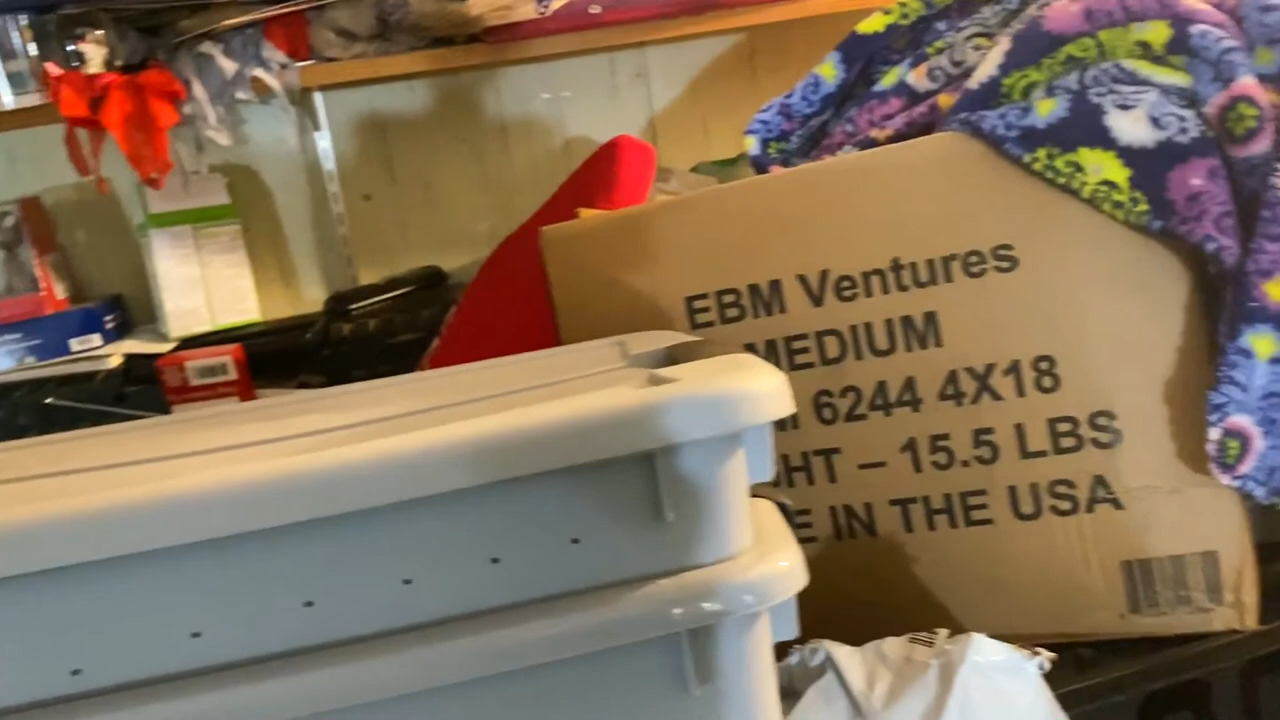 EBM Ventures
MEDIUM
6244 4X18
HT – 15.5 LBS
E IN THE USA